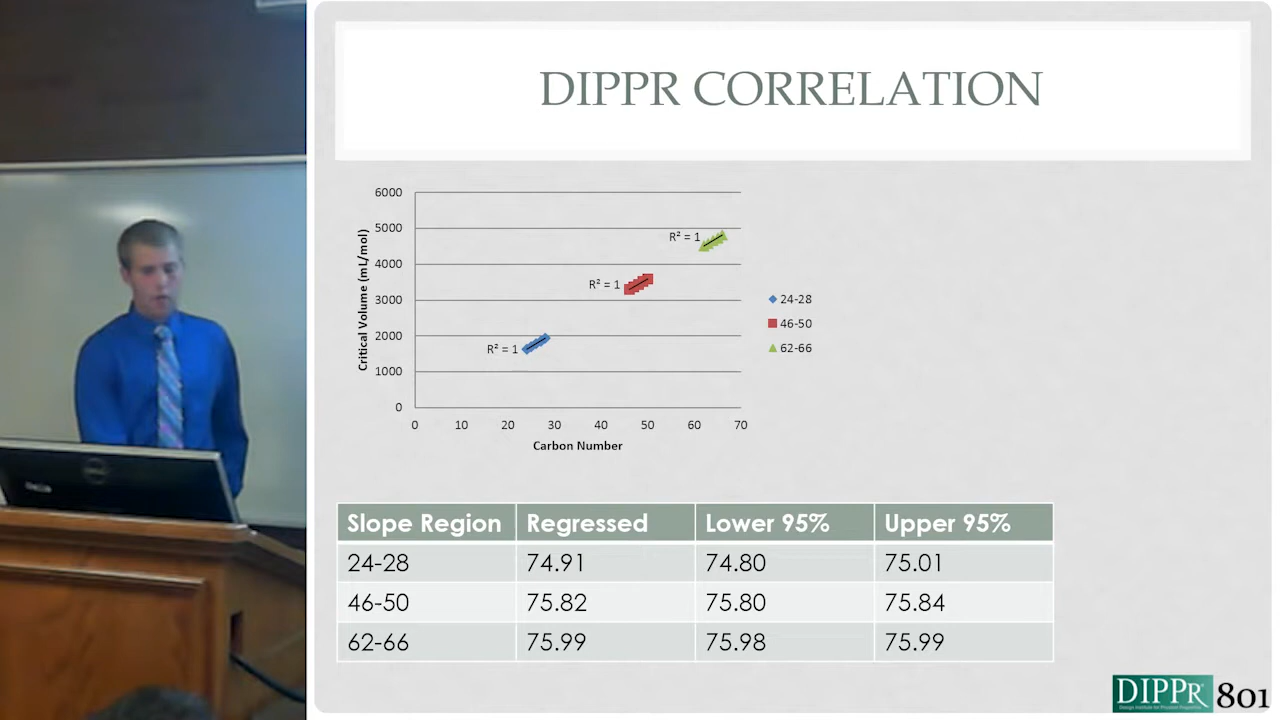 DIPPR CORRELATION
6000
5000
4000
3000
2000
1000
0
Critical Volume (mL/mol)
R² = 1
R² = 1
R² = 1
0 10 20 30 40 50 60 70
Carbon Number
24-28
46-50
62-66
Slope Region Regressed Lower 95% Upper 95%
24-28 74.91 74.80 75.01
46-50 75.82 75.80 75.84
62-66 75.99 75.98 75.99
DIPPR 801